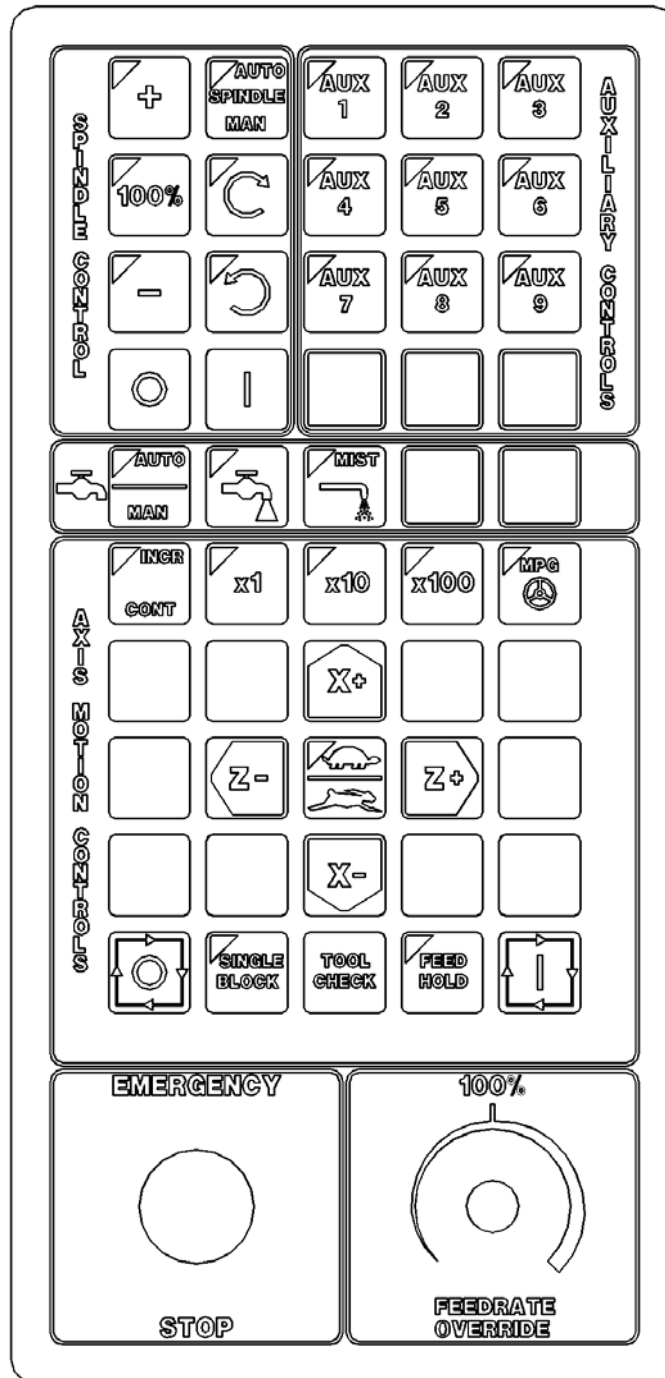 SPINDLE CONTROL
+
AUTO
SPINDLE
MAN
100%
-
AUX
1
AUX
2
AUX
3
AUX
4
AUX
5
AUX
6
AUX
7
AUX
8
AUX
9
AUXILIARY CONTROLS
AUTO
MAN
MIST
AXIS MOTION CONTROLS
INCR
CONT
x1
x10
x100
MPG
X+
Z-
Z+
X-
SINGLE
BLOCK
TOOL
CHECK
FEED
HOLD
EMERGENCY
STOP
100%
FEEDRATE
OVERRIDE